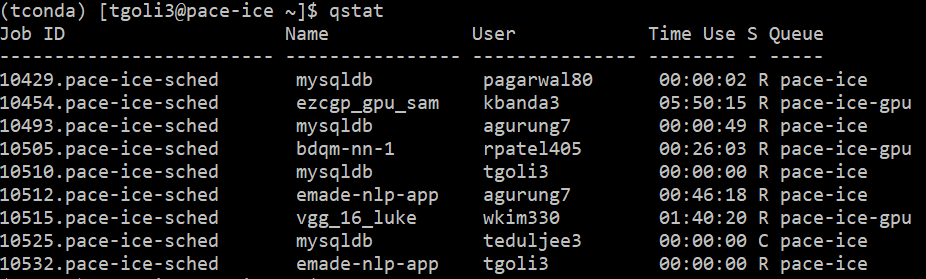 (tconda) [tgoli3@pace-ice ~]$ qstat
Job ID                    Name             User            Time Use S Queue
------------------------- ---------------- --------------- -------- - -----
10429.pace-ice-sched       mysqldb          pagarwal80      00:00:02 R pace-ice
10454.pace-ice-sched       ezcgp_gpu_sam    kbanda3         05:50:15 R pace-ice-gpu
10493.pace-ice-sched       mysqldb          agurung7        00:00:49 R pace-ice
10505.pace-ice-sched       bdqm-nn-1        rpatel405       00:26:03 R pace-ice-gpu
10510.pace-ice-sched       mysqldb          tgoli3          00:00:00 R pace-ice
10512.pace-ice-sched       emade-nlp-app    agurung7        00:46:18 R pace-ice
10515.pace-ice-sched       vgg_16_luke      wkim330         01:40:20 R pace-ice-gpu
10525.pace-ice-sched       mysqldb          teduljee3       00:00:00 C pace-ice
10532.pace-ice-sched       emade-nlp-app    tgoli3          00:00:00 R pace-ice